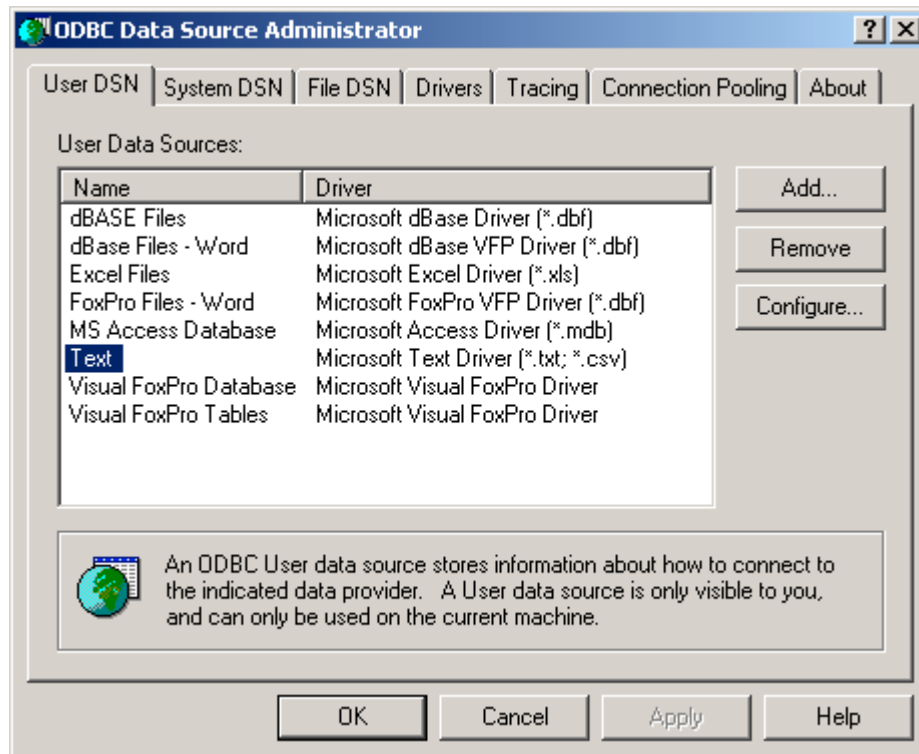 ODBC Data Source Administrator
User DSN System DSN File DSN Drivers Tracing Connection Pooling About
User Data Sources:
Name Driver
dBASE Files Microsoft dBase Driver (*.dbf)
dBase Files - Word Microsoft dBase VFP Driver (*.dbf)
Excel Files Microsoft Excel Driver (*.xls)
FoxPro Files - Word Microsoft FoxPro VFP Driver (*.dbf)
MS Access Database Microsoft Access Driver (*.mdb)
Text Microsoft Text Driver (*.txt; *.csv)
Visual FoxPro Database Microsoft Visual FoxPro Driver
Visual FoxPro Tables Microsoft Visual FoxPro Driver
Add...
Remove
Configure...
An ODBC User data source stores information about how to connect to
the indicated data provider. A User data source is only visible to you,
and can only be used on the current machine.
OK Cancel Apply Help